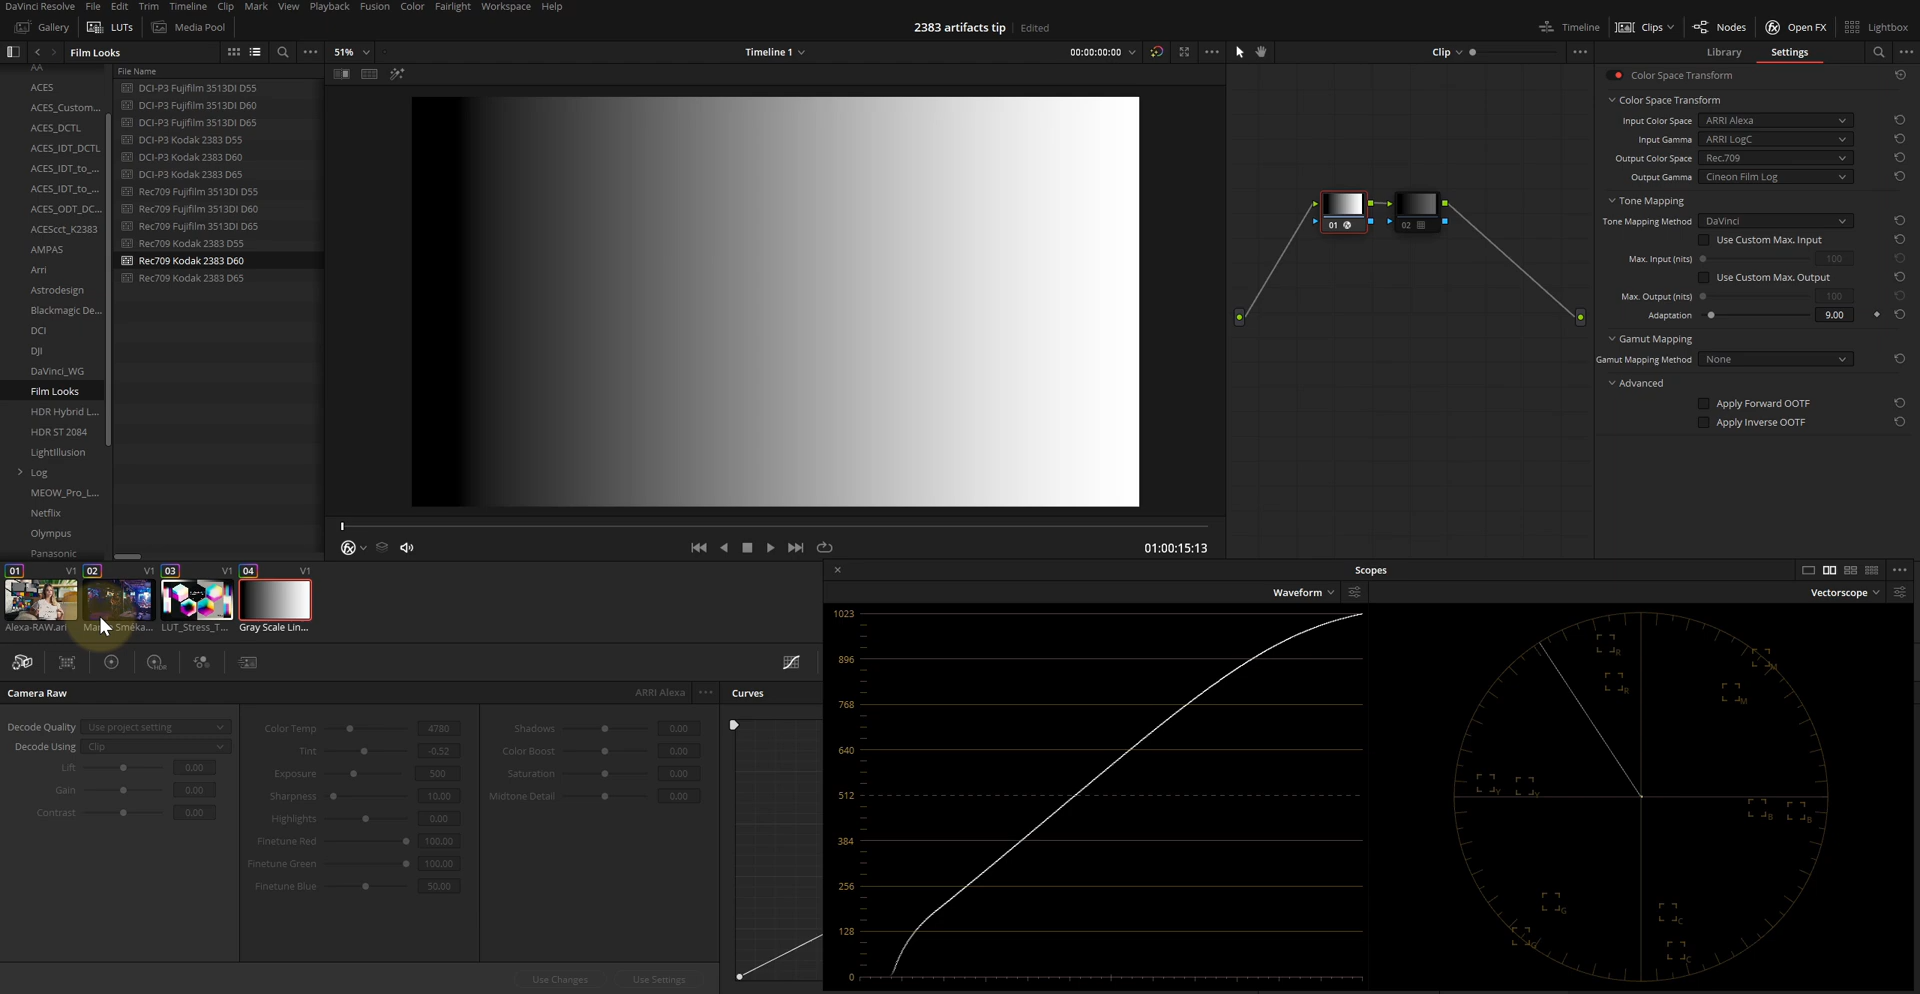 DaVinci Resolve File Edit Trim Timeline Clip Mark View Playback Fusion Color Fairlight Workspace Help
Gallery LUTs Media Pool 2383 artifacts tip Edited Timeline Clips Nodes Open FX Lightbox
Film Looks 51% Timeline 1 00:00:00:00 Clip Library Settings
AA
ACES
ACES_Custom...
ACES_DCTL
ACES_IDT_DCTL
ACES_IDT_to_...
ACES_IDT_to_...
ACES_ODT_DC...
ACEScct_K2383
AMPAS
Arri
Astrodesign
Blackmagic De...
DCI
DJI
DaVinci_WG
Film Looks
HDR Hybrid L...
HDR ST 2084
LightIllusion
Log
MEOW_Pro_L...
Netflix
Olympus
Panasonic
File Name
DCI-P3 Fujifilm 3513DI D55
DCI-P3 Fujifilm 3513DI D60
DCI-P3 Fujifilm 3513DI D65
DCI-P3 Kodak 2383 D55
DCI-P3 Kodak 2383 D60
DCI-P3 Kodak 2383 D65
Rec709 Fujifilm 3513DI D55
Rec709 Fujifilm 3513DI D60
Rec709 Fujifilm 3513DI D65
Rec709 Kodak 2383 D55
Rec709 Kodak 2383 D60
Rec709 Kodak 2383 D65
01:00:15:13
01
02
Color Space Transform
Color Space Transform
Input Color Space ARRI Alexa
Input Gamma ARRI LogC
Output Color Space Rec.709
Output Gamma Cineon Film Log
Tone Mapping
Tone Mapping Method DaVinci
Use Custom Max. Input
Max. Input (nits) 100
Use Custom Max. Output
Max. Output (nits) 100
Adaptation 9.00
Gamut Mapping
Gamut Mapping Method None
Advanced
Apply Forward OOTF
Apply Inverse OOTF
01 V1 02 V1 03 V1 04 V1
Alexa-RAW.ari LUT_Stress_T... Gray Scale Lin...
Camera Raw ARRI Alexa
Decode Quality Use project setting
Decode Using Clip
Lift 0.00
Gain 0.00
Contrast 0.00
Color Temp 4780
Tint -0.52
Exposure 500
Sharpness 10.00
Highlights 0.00
Finetune Red 100.00
Finetune Green 100.00
Finetune Blue 50.00
Shadows 0.00
Color Boost 0.00
Saturation 0.00
Midtone Detail 0.00
Use Changes Use Settings
Curves
Scopes
Waveform Vectorscope
1023
896
768
640
512
384
256
128
0
R
R
M
M
Y Y
B B
G
G
C
C